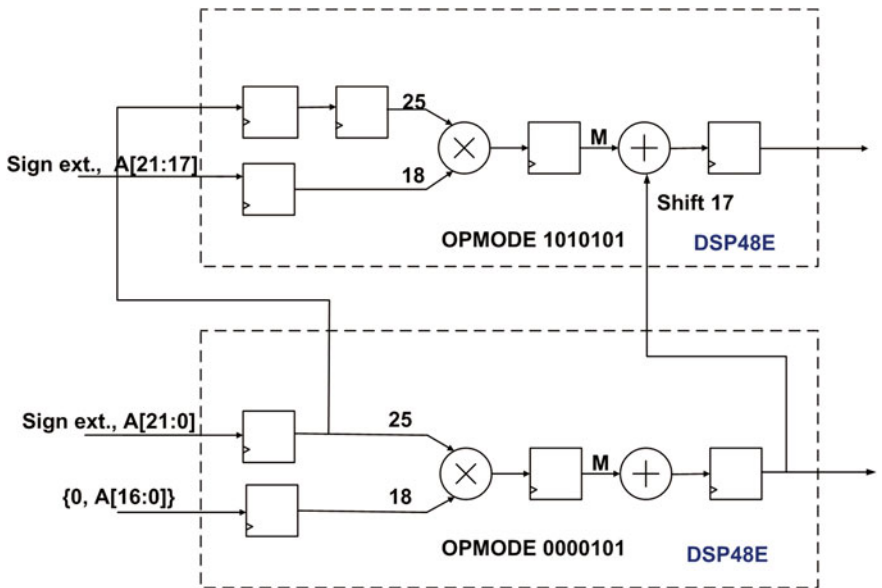 25
Sign ext., A[21:17]
18
M
Shift 17
OPMODE 1010101
DSP48E
Sign ext., A[21:0]
25
{0, A[16:0]}
18
M
OPMODE 0000101
DSP48E